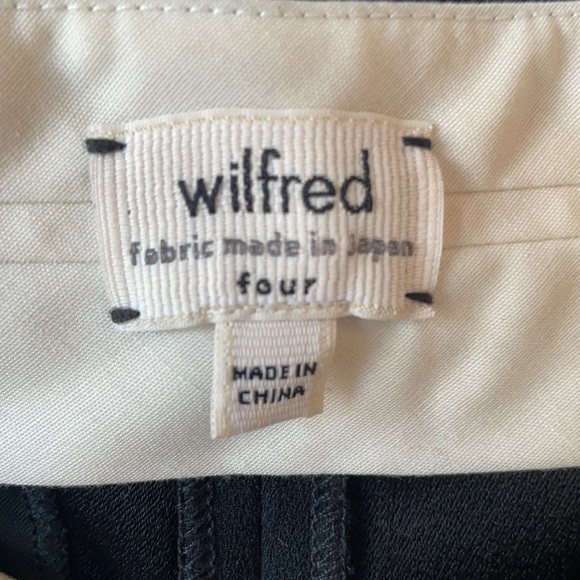 wilfred
fabric made in Japan
four
MADE IN
CHINA